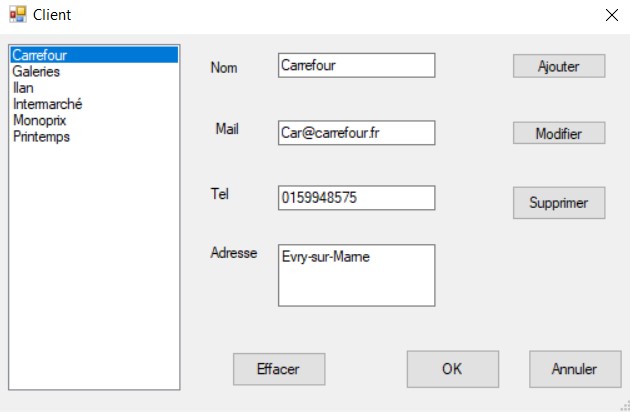 Client
Carrefour
Galeries
Ilan
Intermarché
Monoprix
Printemps
Nom
Carrefour
Ajouter
Mail
Car@carrefour.fr
Modifier
Tel
0159948575
Supprimer
Adresse
Evry-sur-Marne
Effacer
OK
Annuler